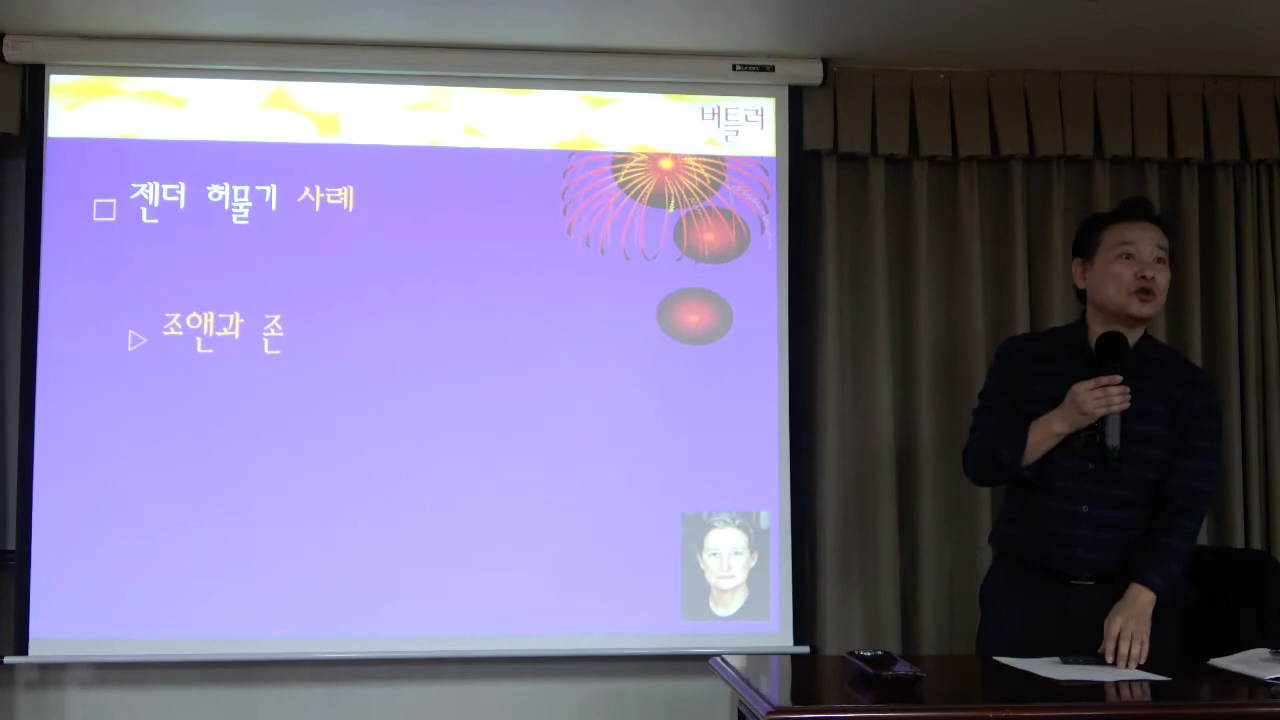 버틀러
젠더 허물기 사례
조앤과 존